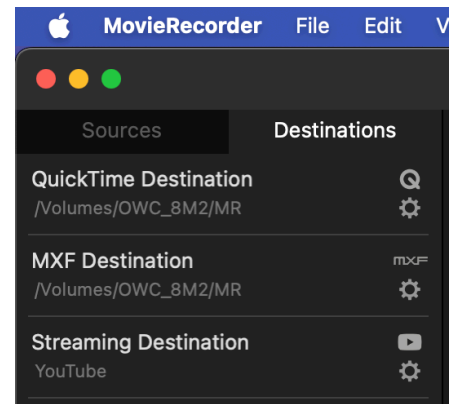 MovieRecorder File Edit V
Sources Destinations
QuickTime Destination
/Volumes/OWC_8M2/MR
MXF Destination mxf
/Volumes/OWC_8M2/MR
Streaming Destination
YouTube